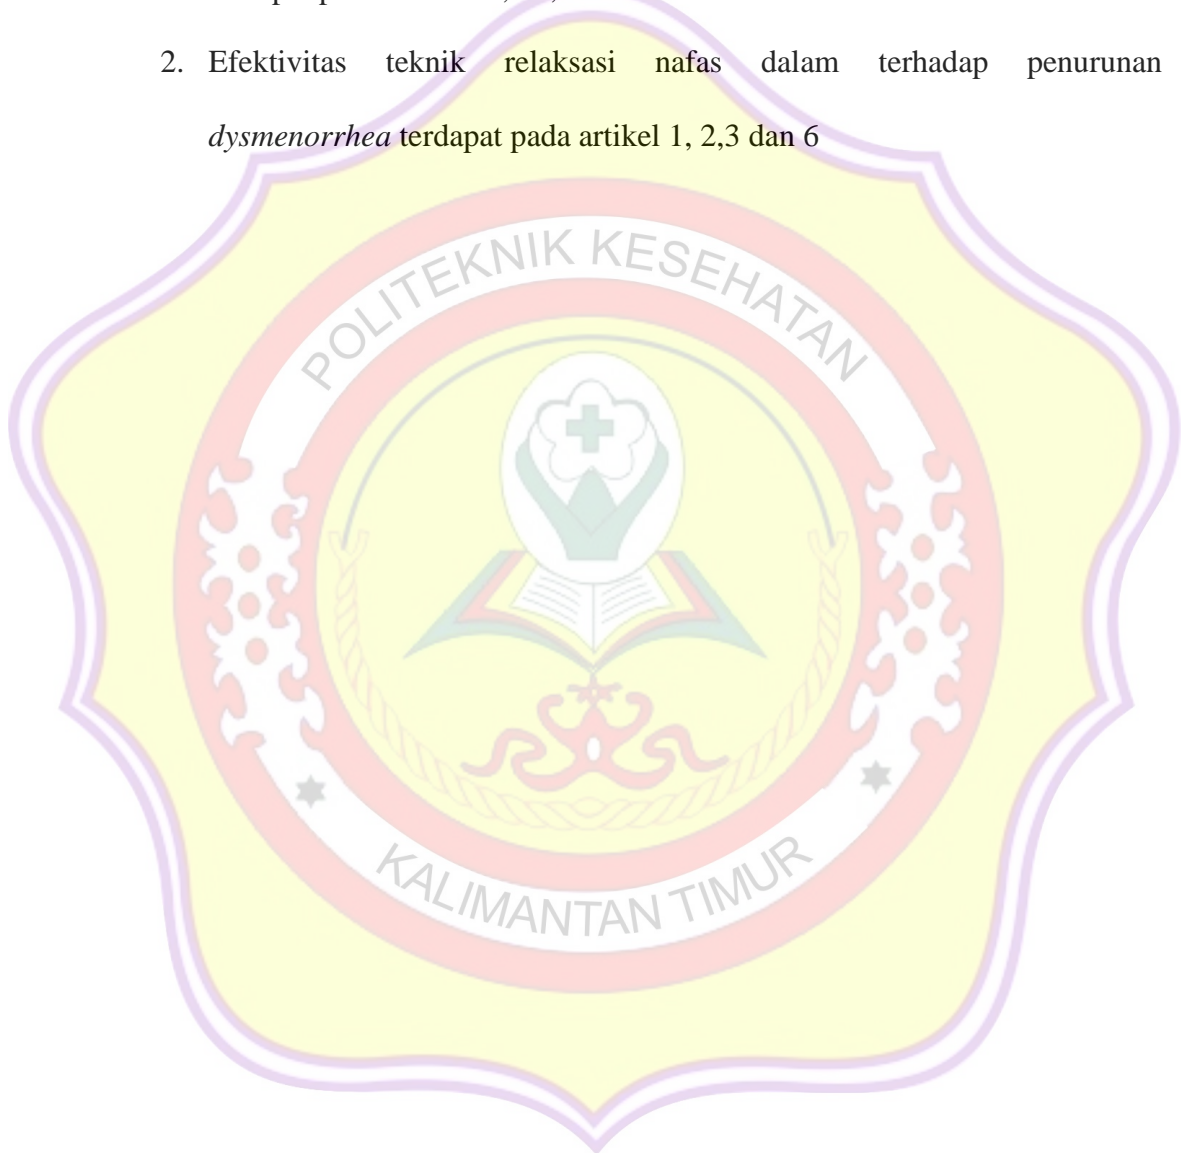 2. Efektivitas teknik relaksasi nafas dalam terhadap penurunan
dysmenorrhea terdapat pada artikel 1, 2,3 dan 6
POLITEKNIK KESEHATAN
KALIMANTAN TIMUR